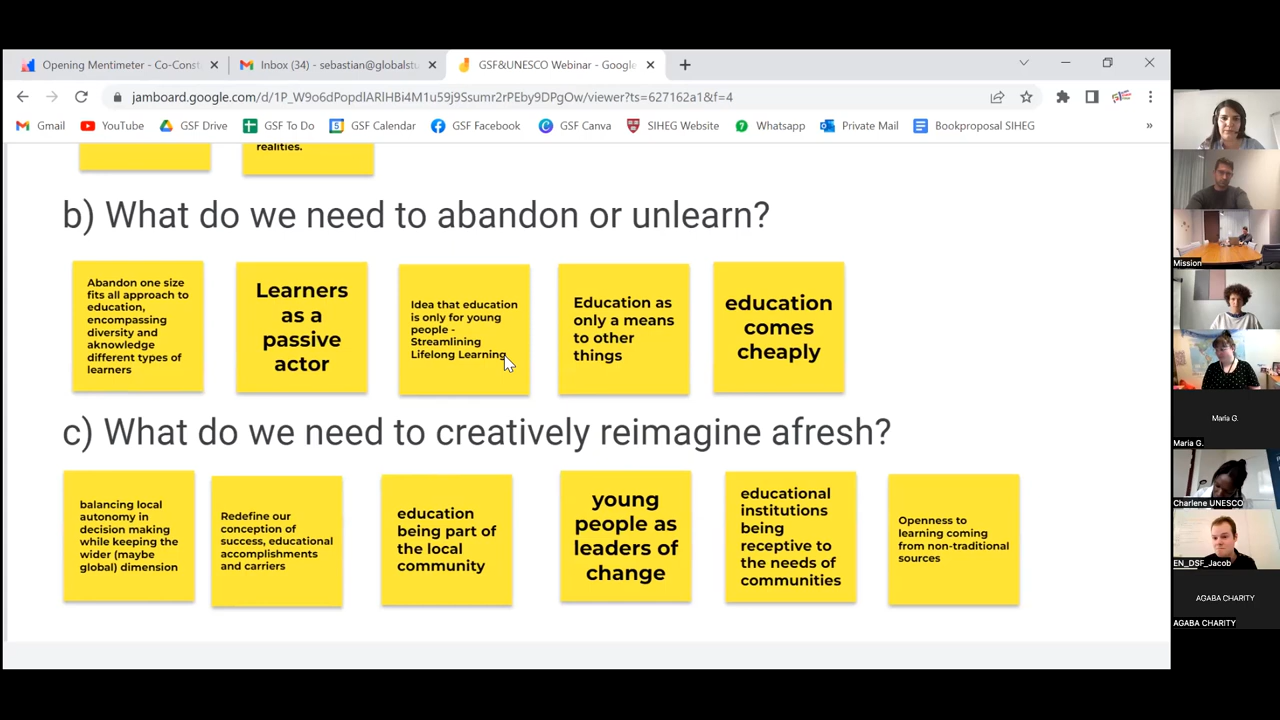 Opening Mentimeter - Co-Const
Inbox (34) - sebastian@globalstu
GSF&UNESCO Webinar - Google
jamboard.google.com/d/1P_W9o6dPopdIARlHBi4M1u59j9Ssumr2rPEby9DPgOw/viewer?ts=627162a1&f=4
Gmail
YouTube
GSF Drive
GSF To Do
GSF Calendar
GSF Facebook
GSF Canva
SIHEG Website
Whatsapp
Private Mail
Bookproposal SIHEG
»
realities.
b) What do we need to abandon or unlearn?
Abandon one size
fits all approach to
education,
encompassing
diversity and
aknowledge
different types of
learners
Learners
as a
passive
actor
Idea that education
is only for young
people -
Streamlining
Lifelong Learning
Education as
only a means
to other
things
education
comes
cheaply
c) What do we need to creatively reimagine afresh?
balancing local
autonomy in
decision making
while keeping the
wider (maybe
global) dimension
Redefine our
conception of
success, educational
accomplishments
and carriers
education
being part of
the local
community
young
people as
leaders of
change
educational
institutions
being
receptive to
the needs of
communities
Openness to
learning coming
from non-traditional
sources
Mission
Maria G.
Maria G.
Charlene UNESCO
EN_DSF_Jacob
AGABA CHARITY
AGABA CHARITY